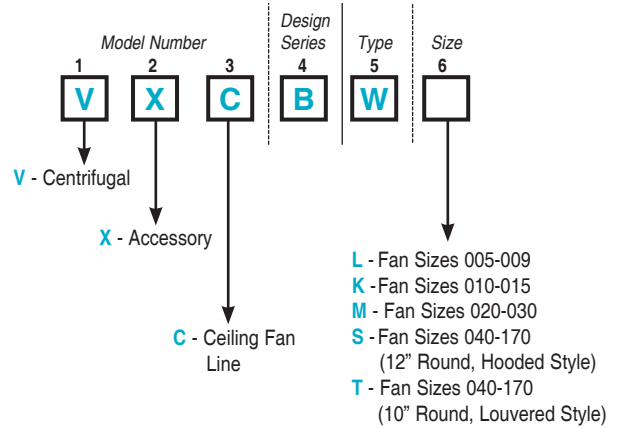 Design
Model Number Series Type Size
1 2 3 4 5 6
V X C B W
V - Centrifugal
X - Accessory
C - Ceiling Fan
Line
L - Fan Sizes 005-009
K - Fan Sizes 010-015
M - Fan Sizes 020-030
S - Fan Sizes 040-170
(12” Round, Hooded Style)
T - Fan Sizes 040-170
(10” Round, Louvered Style)